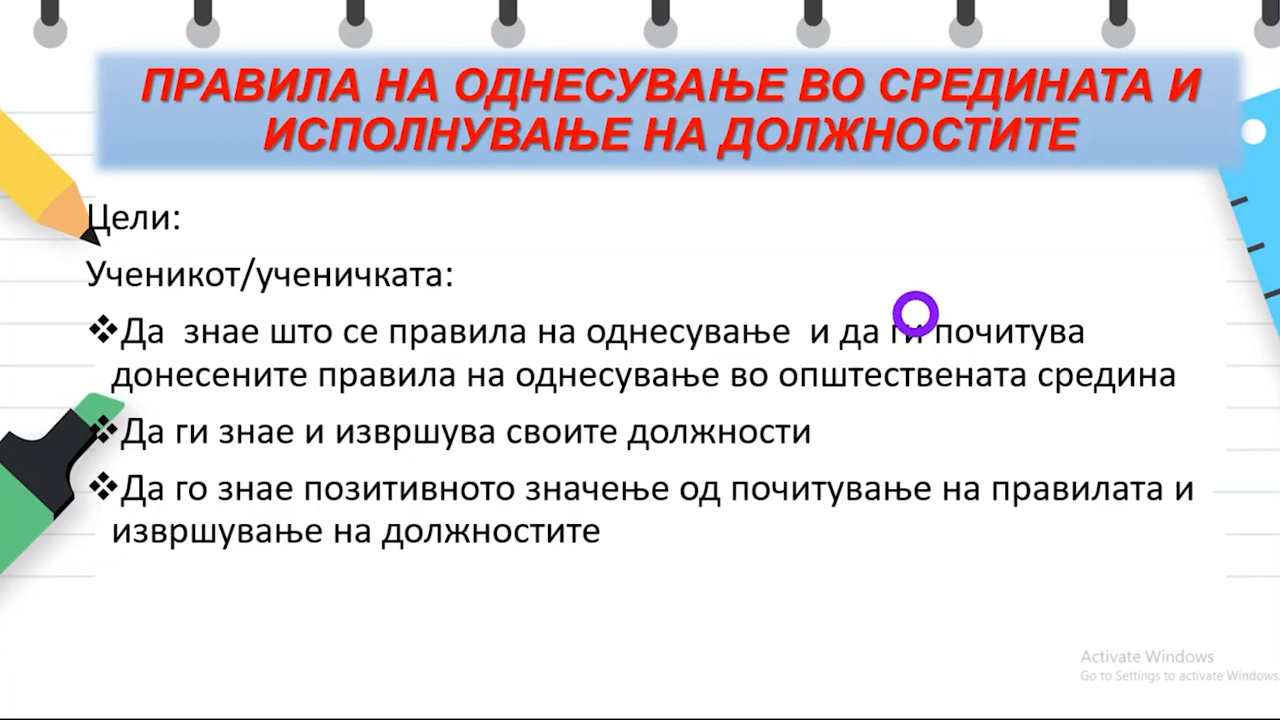 ПРАВИЛА НА ОДНЕСУВАЊЕ ВО СРЕДИНАТА И
ИСПОЛНУВАЊЕ НА ДОЛЖНОСТИТЕ
Цели:
Ученикот/ученичката:
❖Да знае што се правила на однесување и да ги почитува
донесените правила на однесување во општествената средина
❖Да ги знае и извршува своите должности
❖Да го знае позитивното значење од почитување на правилата и
извршување на должностите
Activate Windows
Go to Settings to activate Windows.